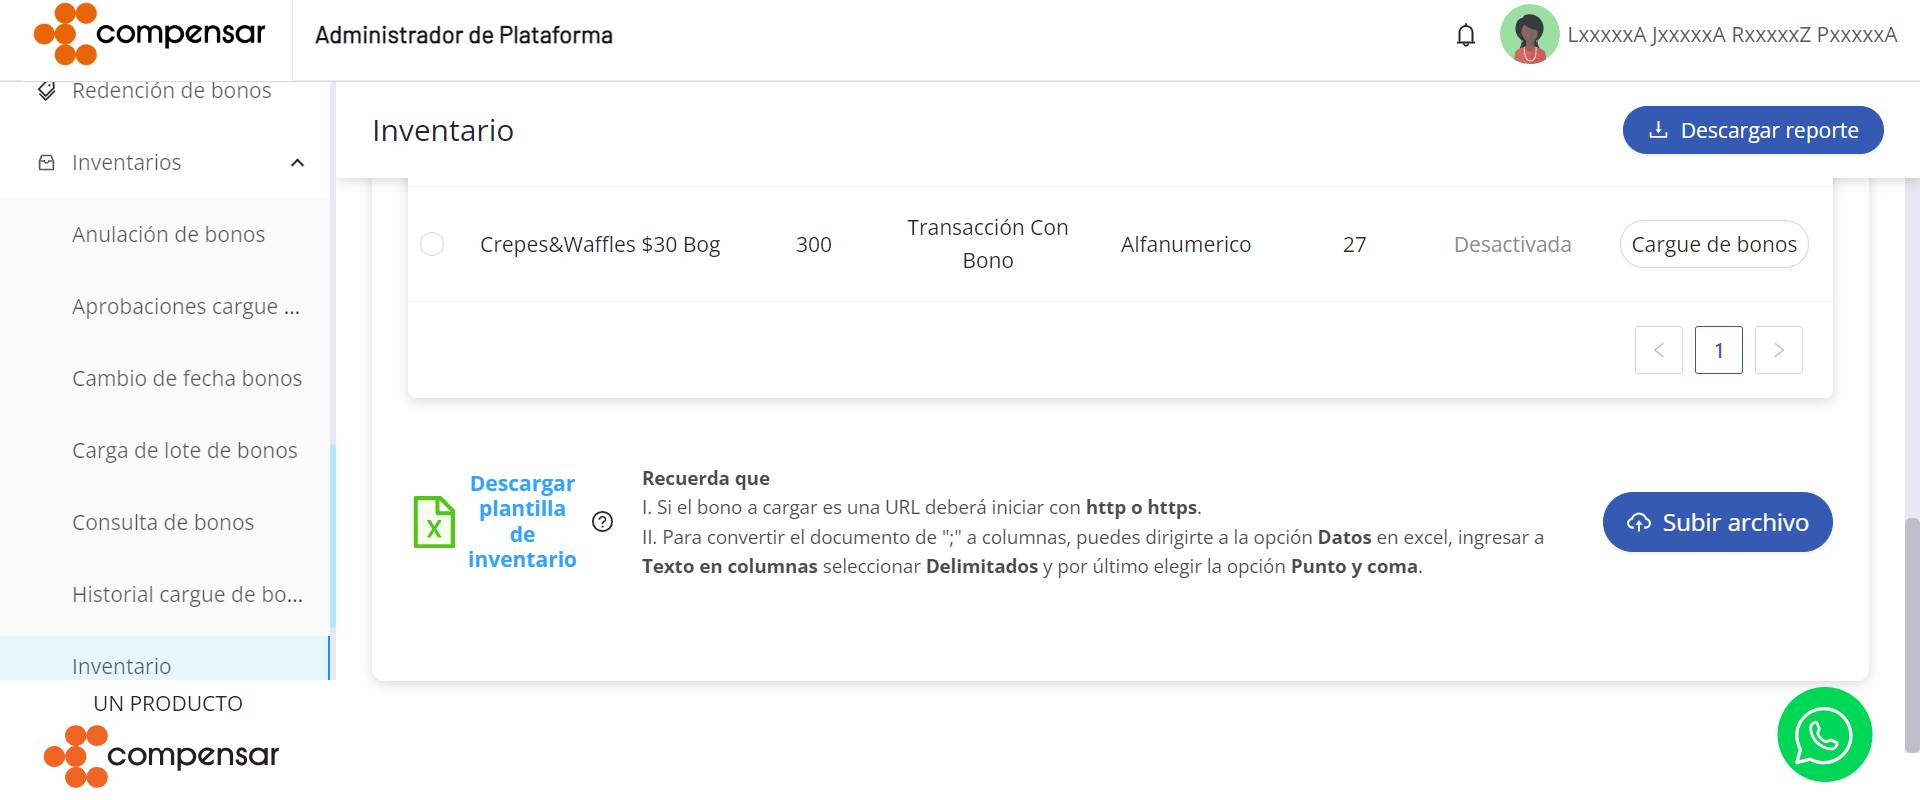 compensar
Administrador de Plataforma
LxxxxxA JxxxxxA RxxxxxZ PxxxxxA
Redención de bonos
Inventarios
Anulación de bonos
Aprobaciones cargue ...
Cambio de fecha bonos
Carga de lote de bonos
Consulta de bonos
Historial cargue de bo...
Inventario
UN PRODUCTO
compensar
Inventario
Descargar reporte
Crepes&Waffles $30 Bog
300
Transacción Con
Bono
Alfanumerico
27
Desactivada
Cargue de bonos
<
1
>
X
Descargar
plantilla
de
inventario
?
Recuerda que
I. Si el bono a cargar es una URL deberá iniciar con http o https.
II. Para convertir el documento de ";" a columnas, puedes dirigirte a la opción Datos en excel, ingresar a
Texto en columnas seleccionar Delimitados y por último elegir la opción Punto y coma.
Subir archivo